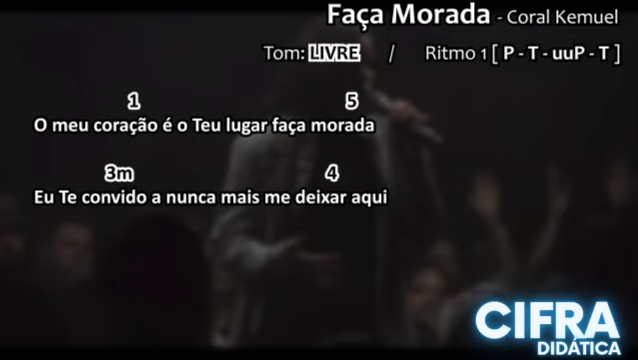 Faça Morada - Coral Kemuel
Tom: LIVRE / Ritmo 1 [ P - T - uuP - T ]
1 5
O meu coração é o Teu lugar faça morada
3m 4
Eu Te convido a nunca mais me deixar aqui
CIFRA
DIDÁTICA